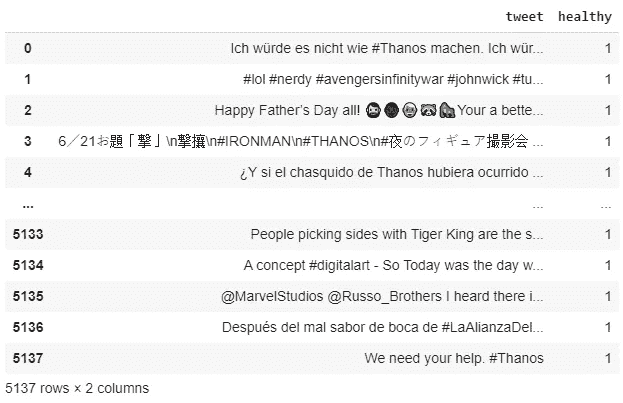 tweet healthy
0 Ich würde es nicht wie #Thanos machen. Ich wür... 1
1 #lol #nerdy #avengersinfinitywar #johnwick #tu... 1
2 Happy Father's Day all! Your a bette... 1
3 6／21お題「撃」\n撃攘\n#IRONMAN\n#THANOS\n#夜のフィギュア撮影会 ... 1
4 ¿Y si el chasquido de Thanos hubiera ocurrido ... 1
... ... ...
5133 People picking sides with Tiger King are the s... 1
5134 A concept #digitalart - So Today was the day w... 1
5135 @MarvelStudios @Russo_Brothers I heard there i... 1
5136 Después del mal sabor de boca de #LaAlianzaDel... 1
5137 We need your help. #Thanos 1
5137 rows × 2 columns